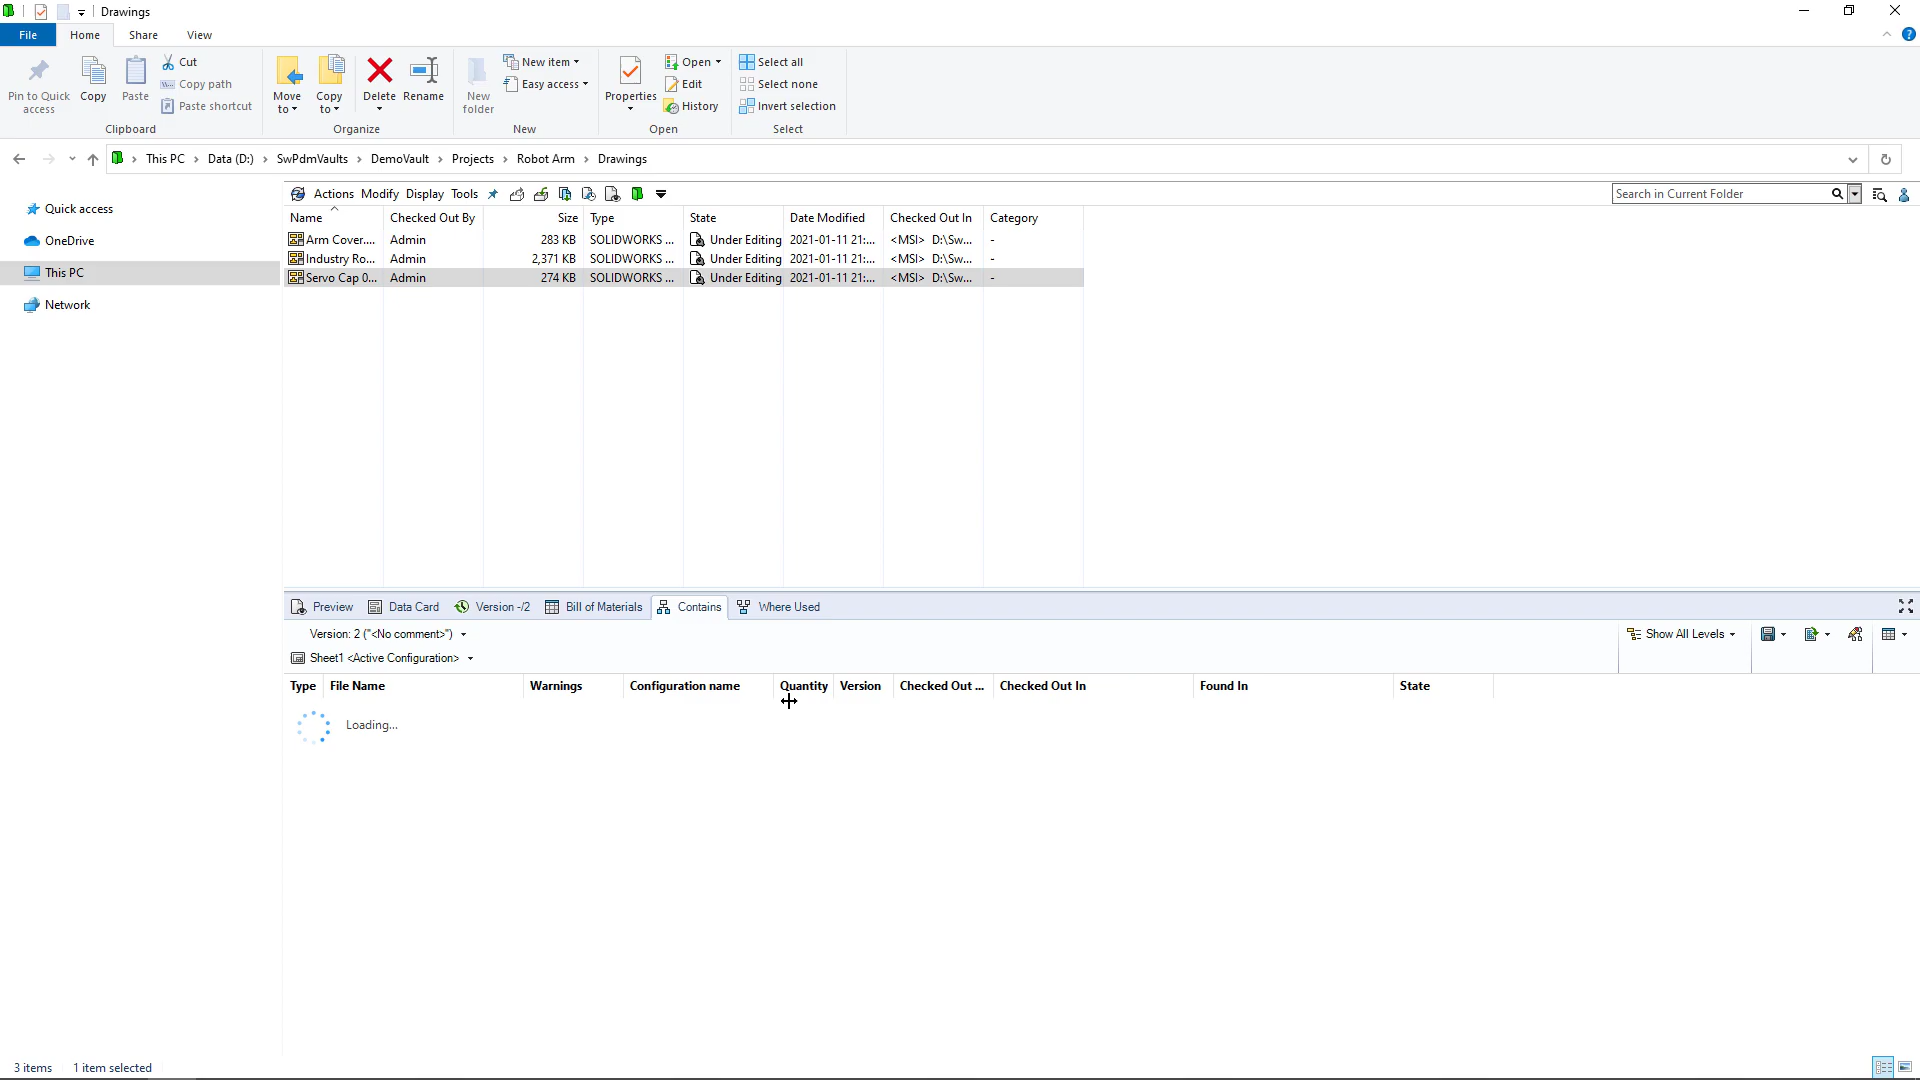 Drawings
File Home Share View
Pin to Quick access
Copy
Paste
Cut
Copy path
Paste shortcut
Clipboard
Move to
Copy to
Delete
Rename
Organize
New folder
New item
Easy access
New
Properties
Open
Edit
History
Open
Select all
Select none
Invert selection
Select
This PC > Data (D:) > SwPdmVaults > DemoVault > Projects > Robot Arm > Drawings
Quick access
OneDrive
This PC
Network
Actions Modify Display Tools
Search in Current Folder
Name Checked Out By Size Type State Date Modified Checked Out In Category
Arm Cover.... Admin 283 KB SOLIDWORKS ... Under Editing 2021-01-11 21:... <MSI> D:\Sw... -
Industry Ro... Admin 2,371 KB SOLIDWORKS ... Under Editing 2021-01-11 21:... <MSI> D:\Sw... -
Servo Cap 0... Admin 274 KB SOLIDWORKS ... Under Editing 2021-01-11 21:... <MSI> D:\Sw... -
Preview Data Card Version -/2 Bill of Materials Contains Where Used
Version: 2 ("<No comment>")
Show All Levels
Sheet1 <Active Configuration>
Type File Name Warnings Configuration name Quantity Version Checked Out ... Checked Out In Found In State
Loading...
3 items 1 item selected